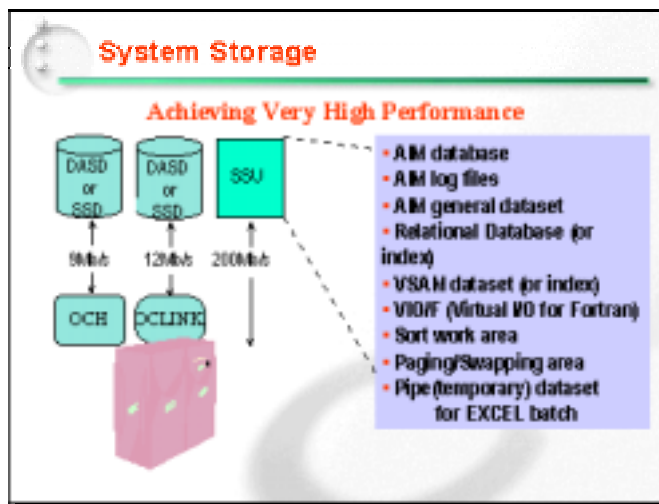 System Storage
Achieving Very High Performance
DASD
or
SSD
DASD
or
SSD
SSU
9Mb/s
12Mb/s
200Mb/s
OCH
OCLINK
• AIM database
• AIM log files
• AIM general dataset
• Relational Database (or
index)
• VSAM dataset (or index)
• VIO/F (Virtual I/O for Fortran)
• Sort work area
• Paging/Swapping area
• Pipe(temporary) dataset
for EXCEL batch